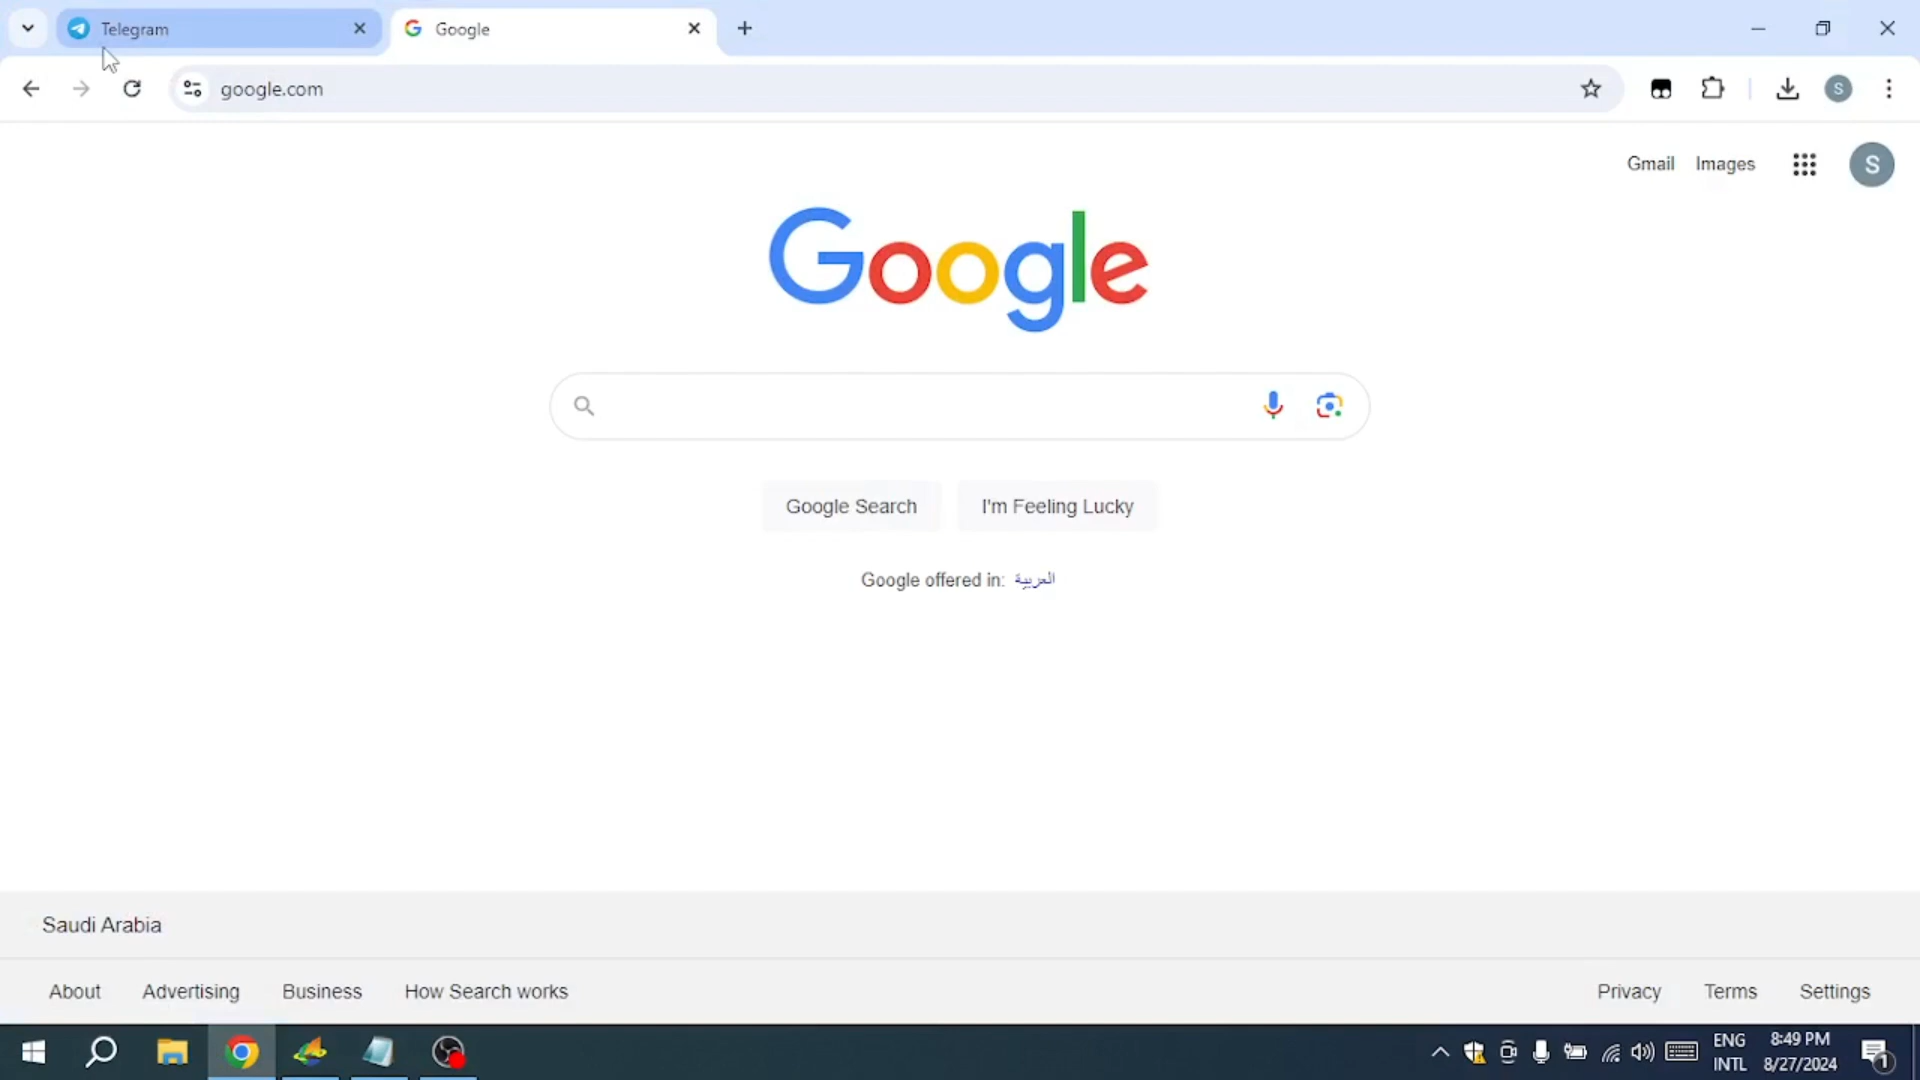 Telegram
Google
google.com
Gmail Images
S
S
Google
Google Search
I'm Feeling Lucky
Google offered in: العربية
Saudi Arabia
About Advertising Business How Search works
Privacy Terms Settings
ENG
INTL
8:49 PM
8/27/2024
1